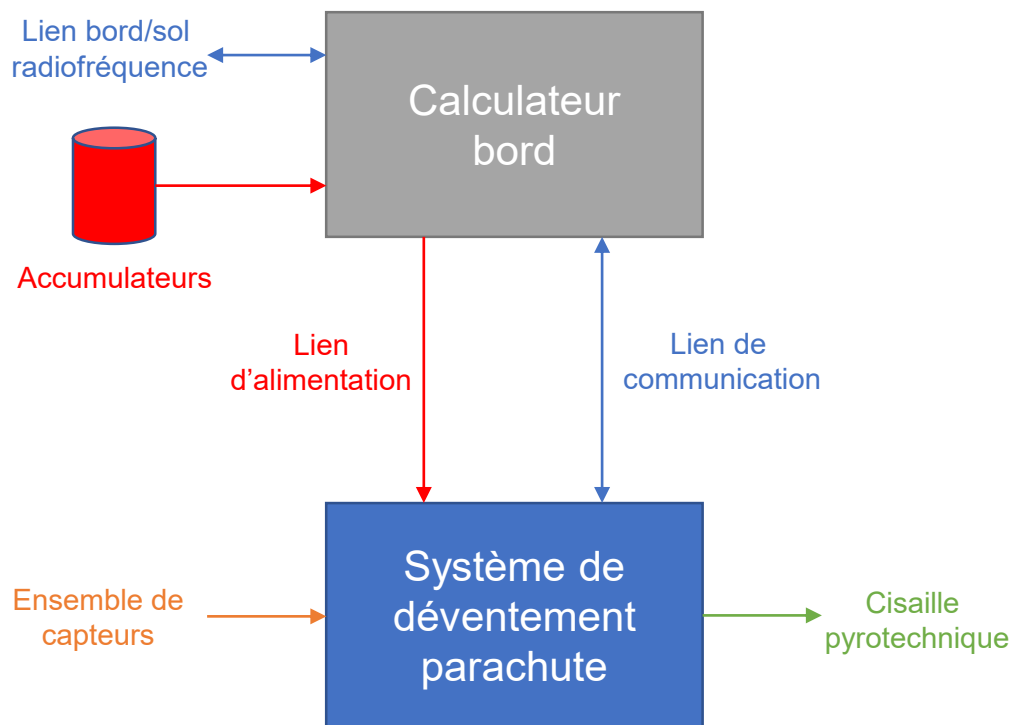 Lien bord/sol
radiofréquence
Calculateur
bord
Accumulateurs
Lien
d’alimentation
Lien de
communication
Ensemble de
capteurs
Système de
déventement
parachute
Cisaille
pyrotechnique